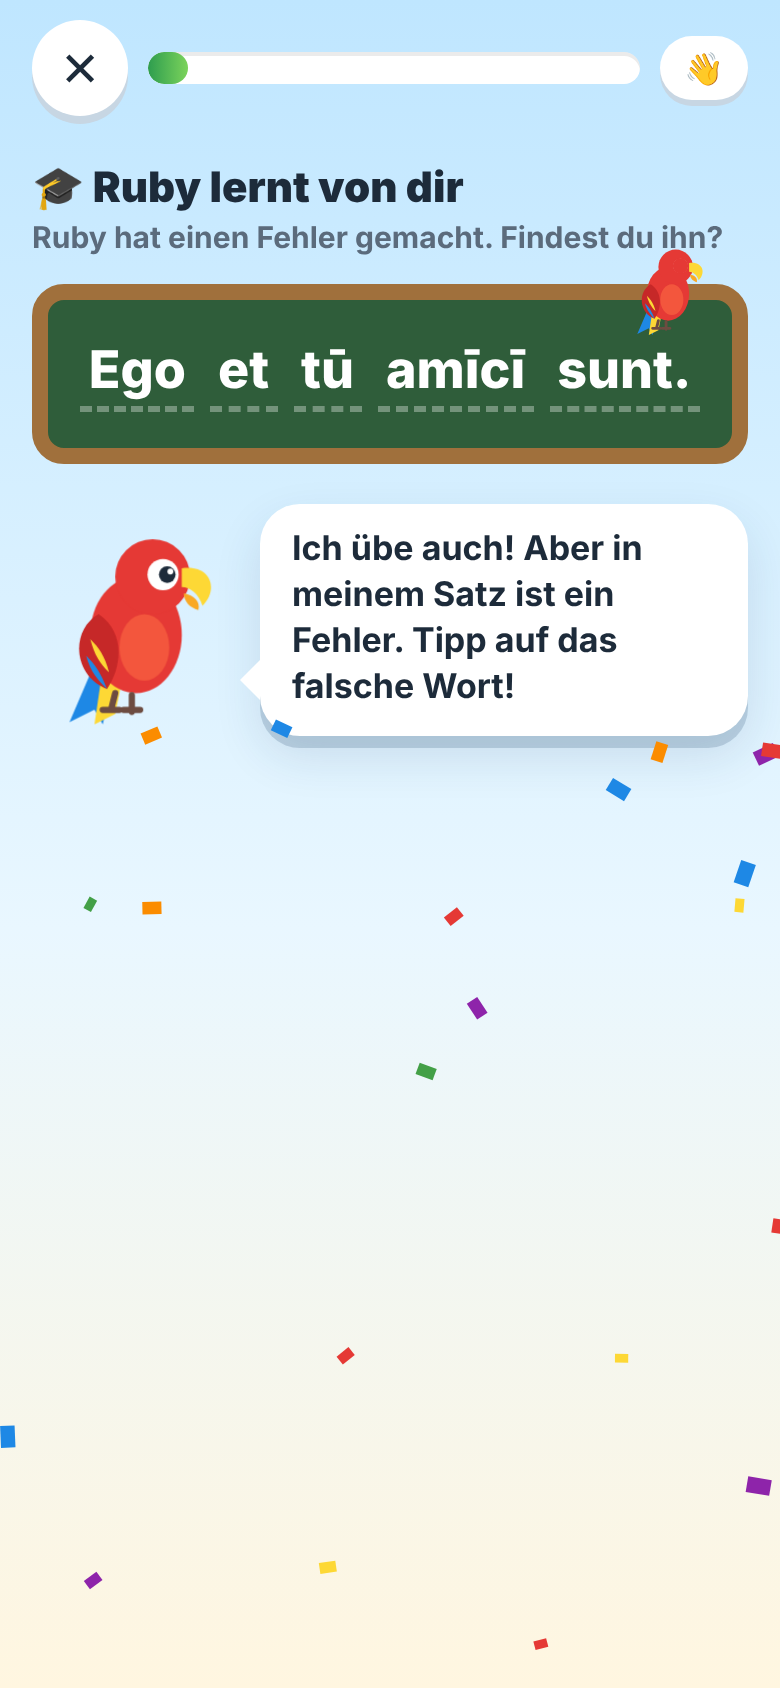 🎓 Ruby lernt von dir
Ruby hat einen Fehler gemacht. Findest du ihn?
Ego et tū amīcī sunt.
Ich übe auch! Aber in
meinem Satz ist ein
Fehler. Tipp auf das
falsche Wort!